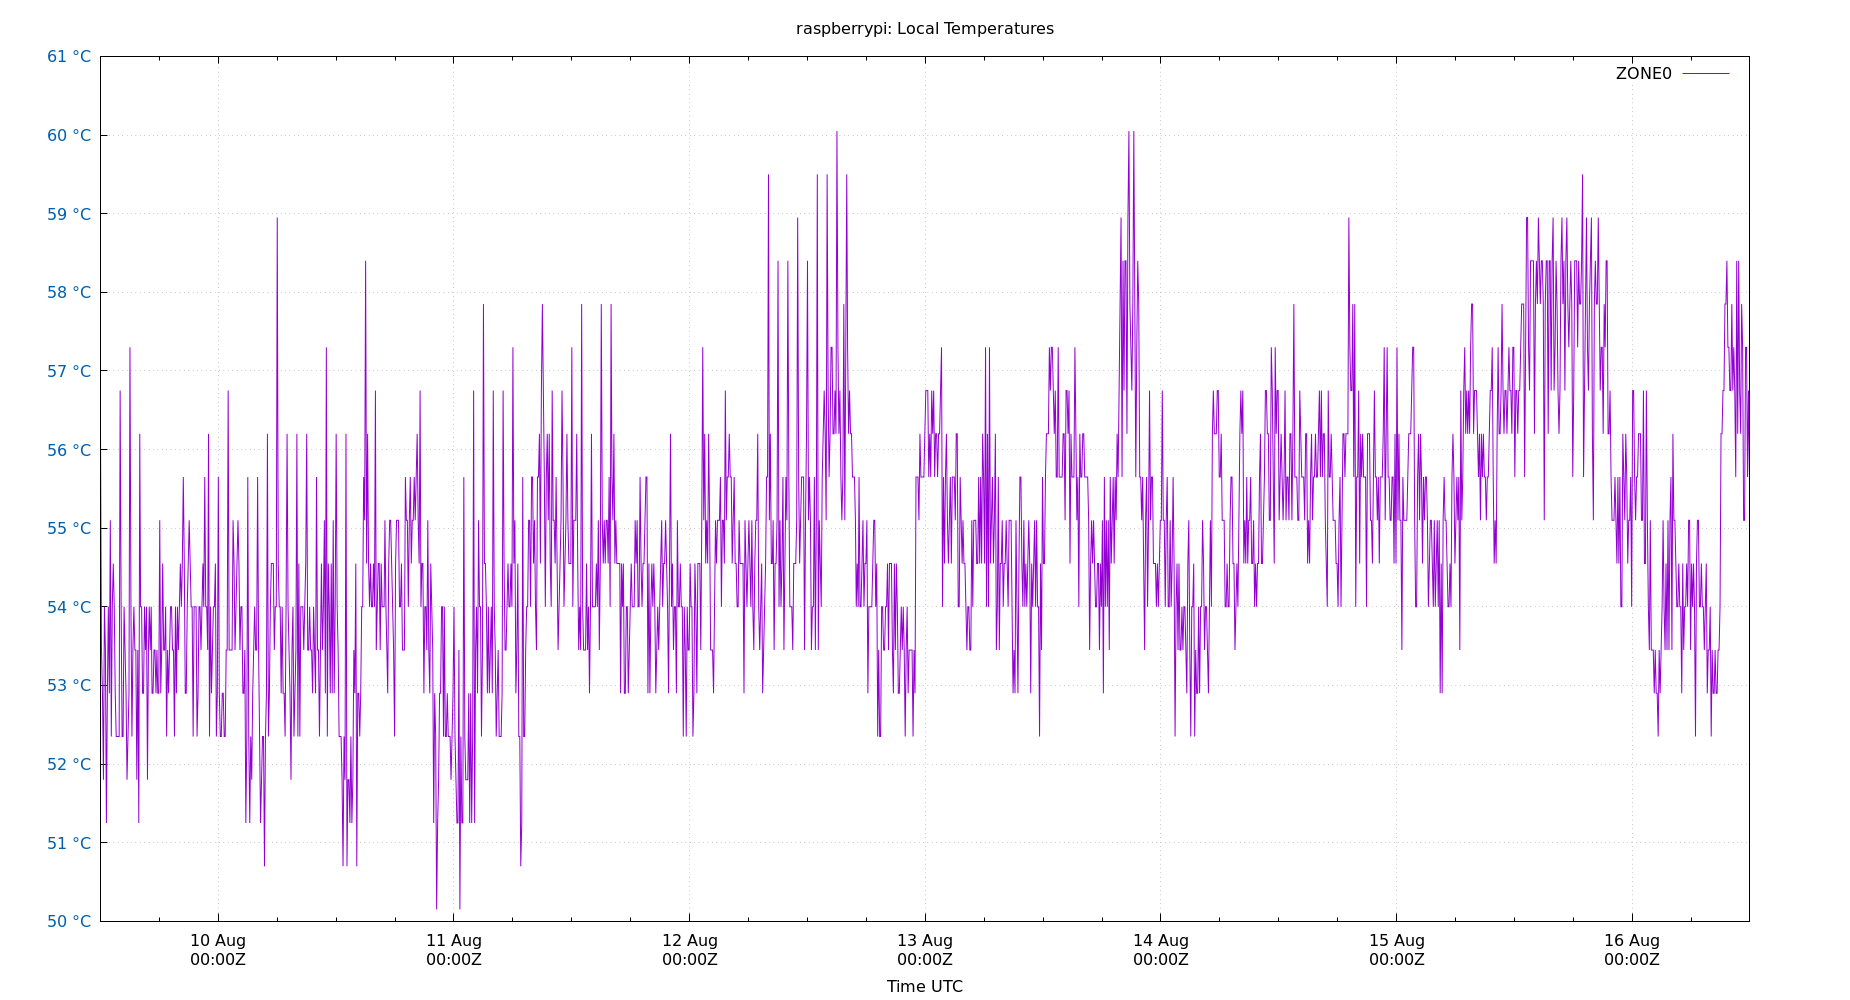 raspberrypi: Local Temperatures
61 °C
ZONE0
60 °C
59 °C
58 °C
57 °C
56 °C
55 °C
54 °C
53 °C
52 °C
51 °C
50 °C
10 Aug 11 Aug 12 Aug 13 Aug 14 Aug 15 Aug 16 Aug
00:00Z 00:00Z 00:00Z 00:00Z 00:00Z 00:00Z 00:00Z
Time UTC